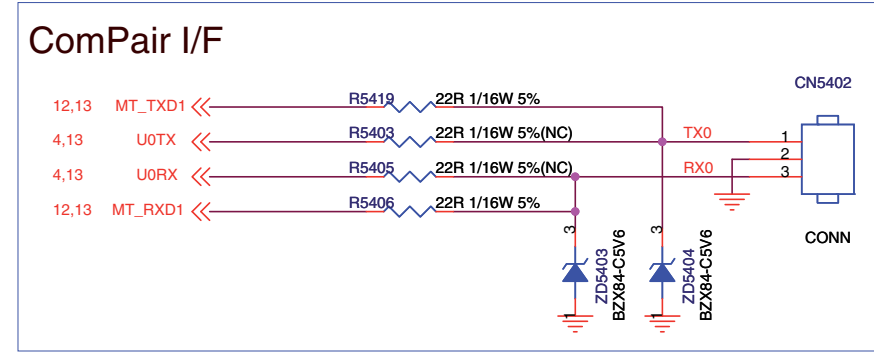 ComPair I/F
CN5402
12,13 MT_TXD1 R5419 22R 1/16W 5%
4,13 U0TX R5403 22R 1/16W 5%(NC) TX0 1
2
4,13 U0RX R5405 22R 1/16W 5%(NC) RX0 3
12,13 MT_RXD1 R5406 22R 1/16W 5%
CONN
3 3
ZD5403 ZD5404
BZX84-C5V6 BZX84-C5V6
1 1